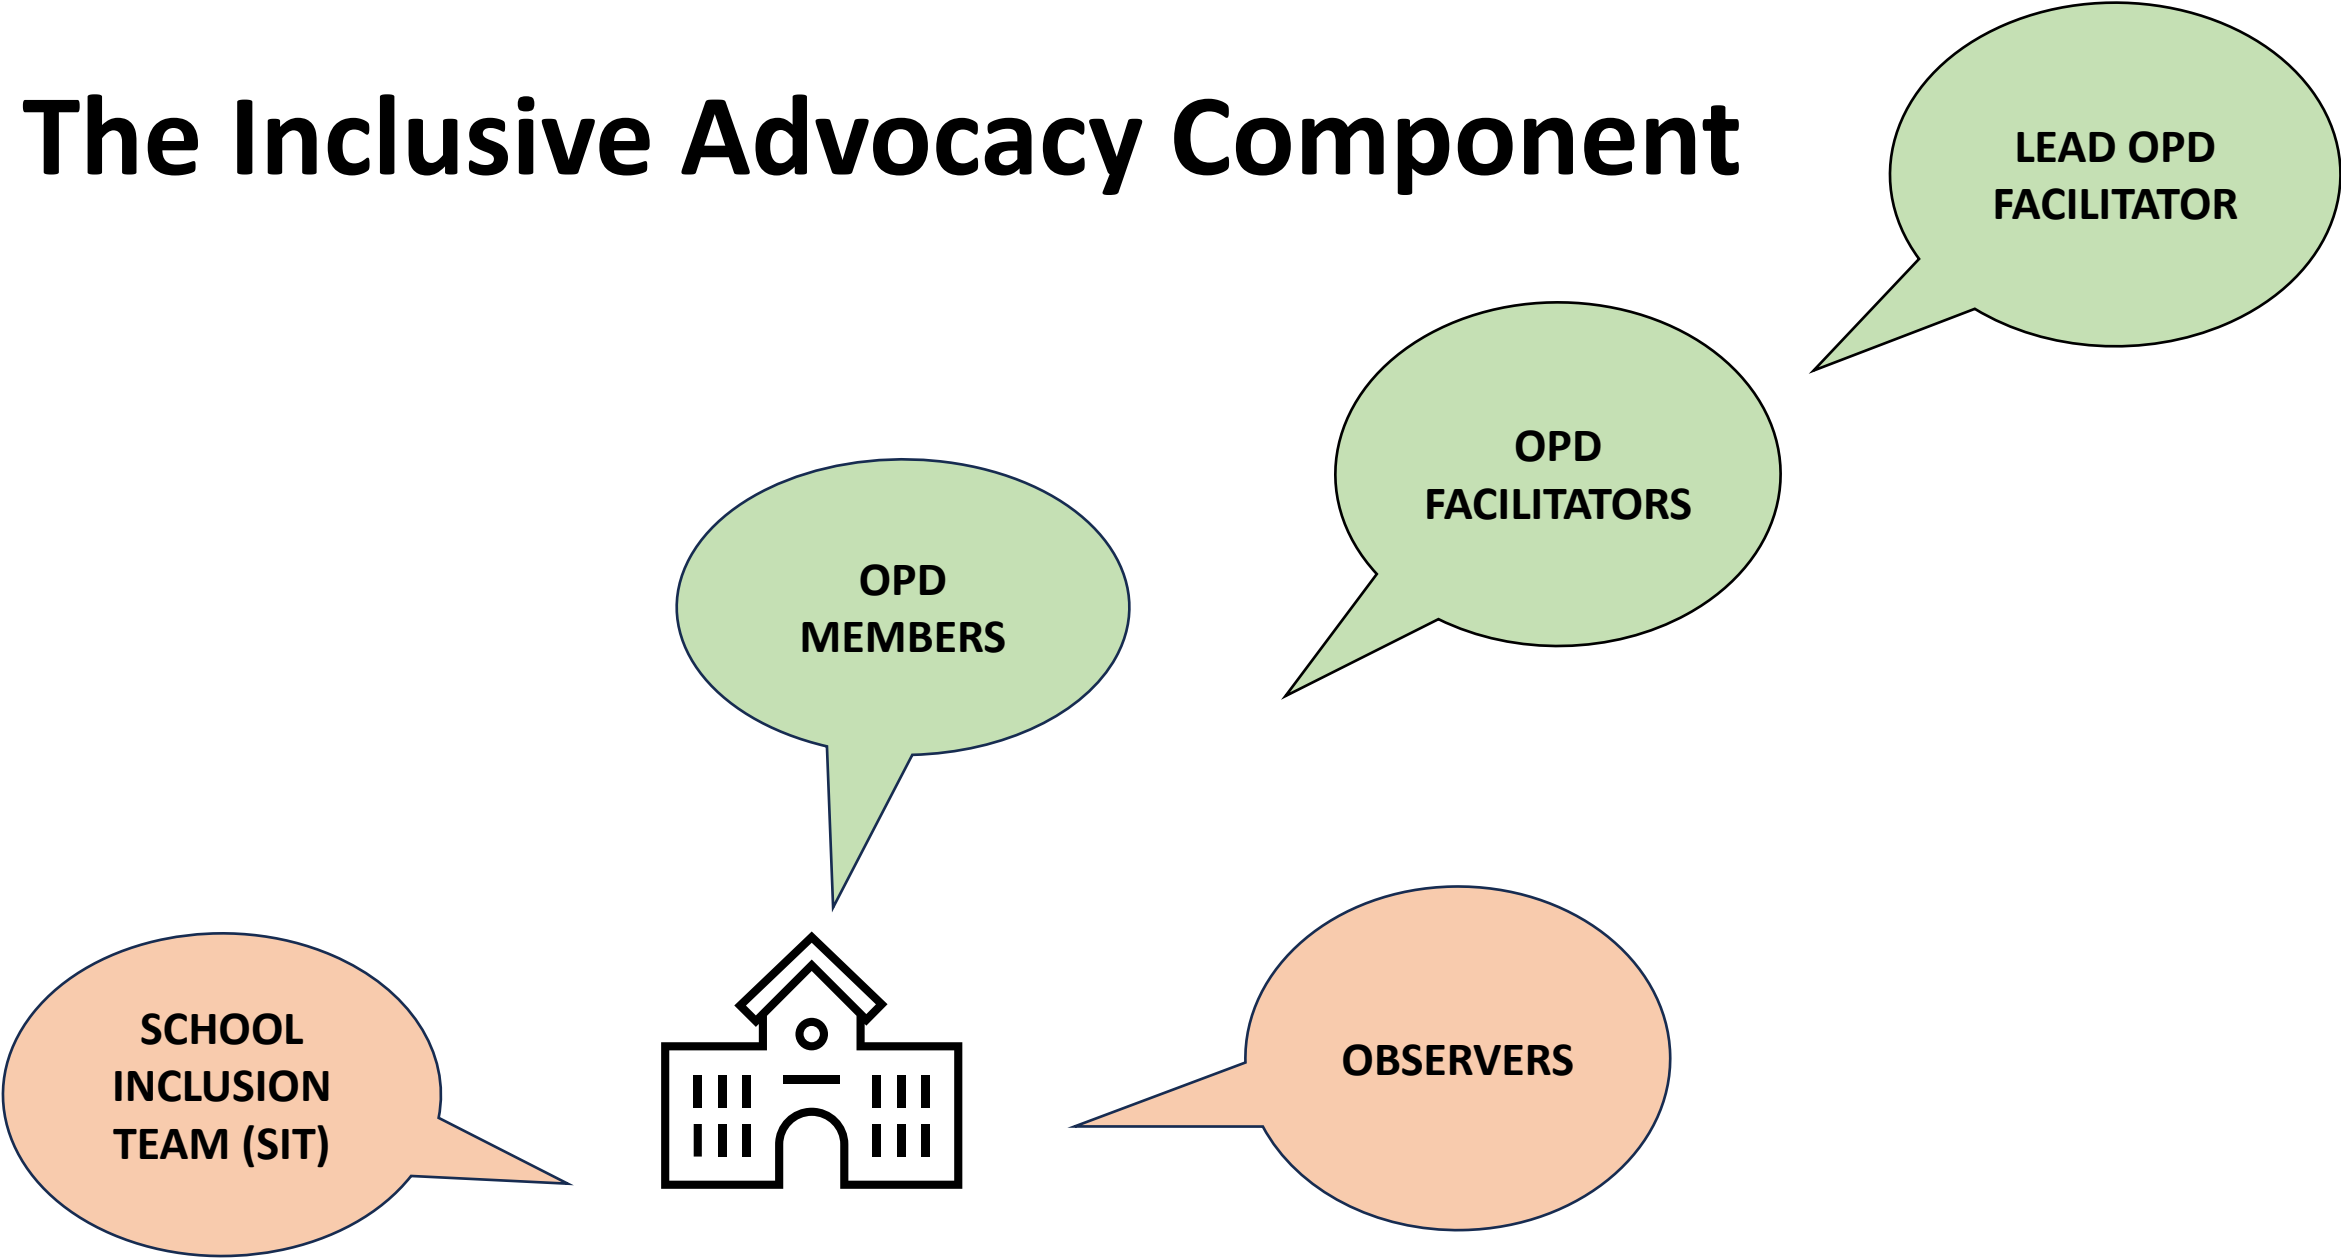 The Inclusive Advocacy Component
LEAD OPD
FACILITATOR
OPD
FACILITATORS
OPD
MEMBERS
SCHOOL
INCLUSION
TEAM (SIT)
OBSERVERS